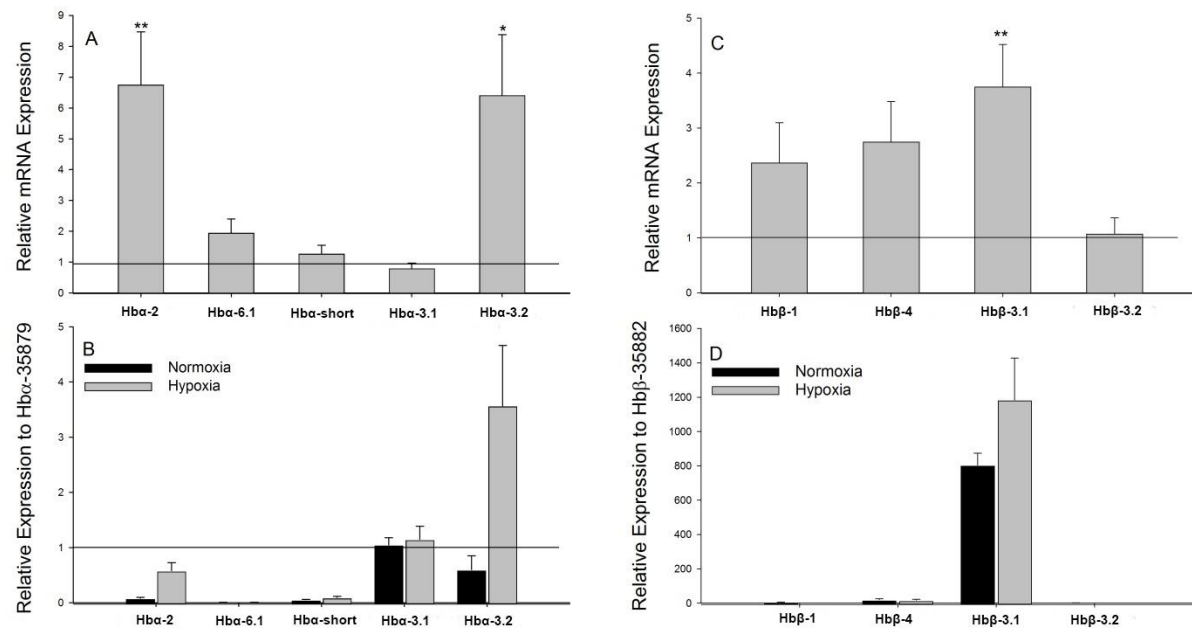 A
Relative mRNA Expression
9
8
7
6
5
4
3
2
1
0
**
*
Hbα-2 Hbα-6.1 Hbα-short Hbα-3.1 Hbα-3.2
B
Normoxia
Hypoxia
Relative Expression to Hbα-35879
5
4
3
2
1
0
Hbα-2 Hbα-6.1 Hbα-short Hbα-3.1 Hbα-3.2
C
Relative mRNA Expression
5
4
3
2
1
0
**
Hbβ-1 Hbβ-4 Hbβ-3.1 Hbβ-3.2
D
Normoxia
Hypoxia
Relative Expression to Hbβ-35882
1600
1400
1200
1000
800
600
400
200
0
Hbβ-1 Hbβ-4 Hbβ-3.1 Hbβ-3.2